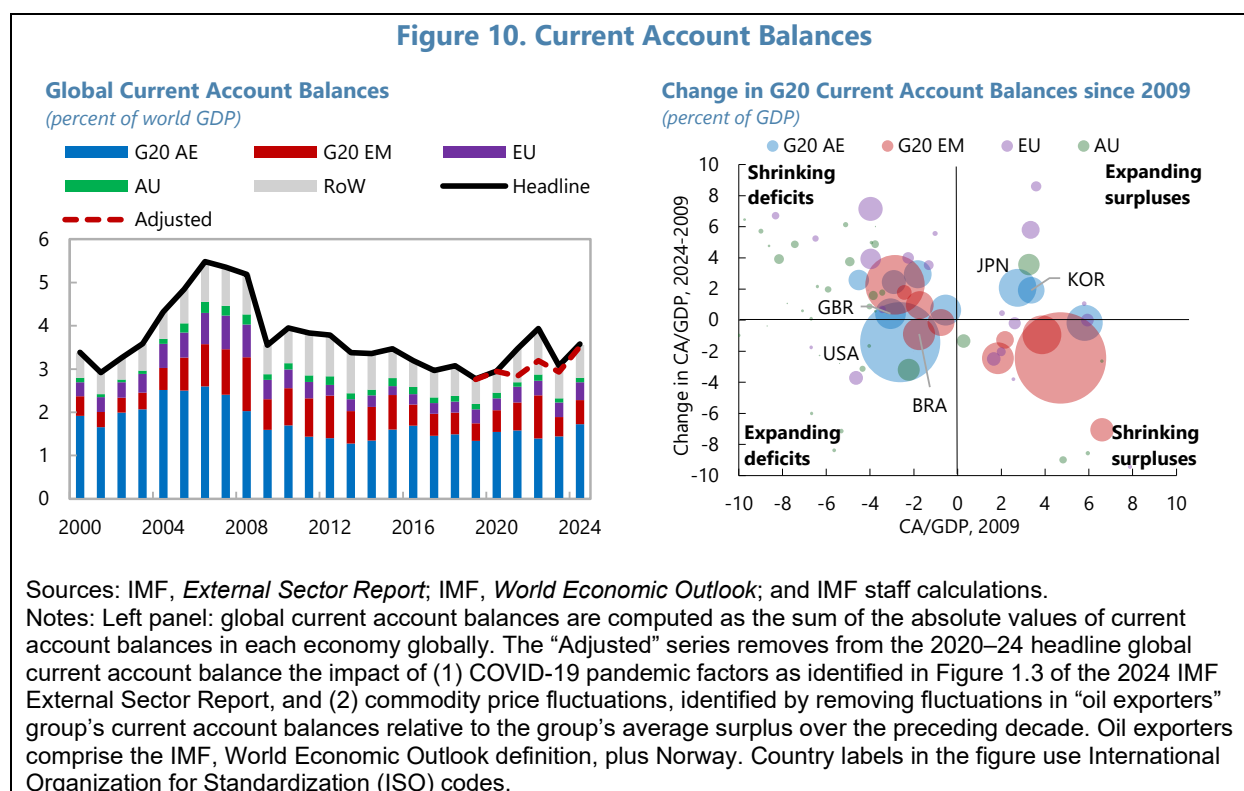 Figure 10. Current Account Balances
Global Current Account Balances
(percent of world GDP)
G20 AE G20 EM EU
AU RoW Headline
Adjusted
6
5
4
3
2
1
0
2000 2004 2008 2012 2016 2020 2024
Change in G20 Current Account Balances since 2009
(percent of GDP)
G20 AE G20 EM EU AU
Change in CA/GDP, 2024-2009
10
8
6
4
2
0
-2
-4
-6
-8
-10
Shrinking
deficits
Expanding
surpluses
JPN
KOR
GBR
USA
BRA
Expanding
deficits
Shrinking
surpluses
-10 -8 -6 -4 -2 0 2 4 6 8 10
CA/GDP, 2009
Sources: IMF, External Sector Report; IMF, World Economic Outlook; and IMF staff calculations.
Notes: Left panel: global current account balances are computed as the sum of the absolute values of current
account balances in each economy globally. The “Adjusted” series removes from the 2020–24 headline global
current account balance the impact of (1) COVID-19 pandemic factors as identified in Figure 1.3 of the 2024 IMF
External Sector Report, and (2) commodity price fluctuations, identified by removing fluctuations in “oil exporters”
group’s current account balances relative to the group’s average surplus over the preceding decade. Oil exporters
comprise the IMF, World Economic Outlook definition, plus Norway. Country labels in the figure use International
Organization for Standardization (ISO) codes.